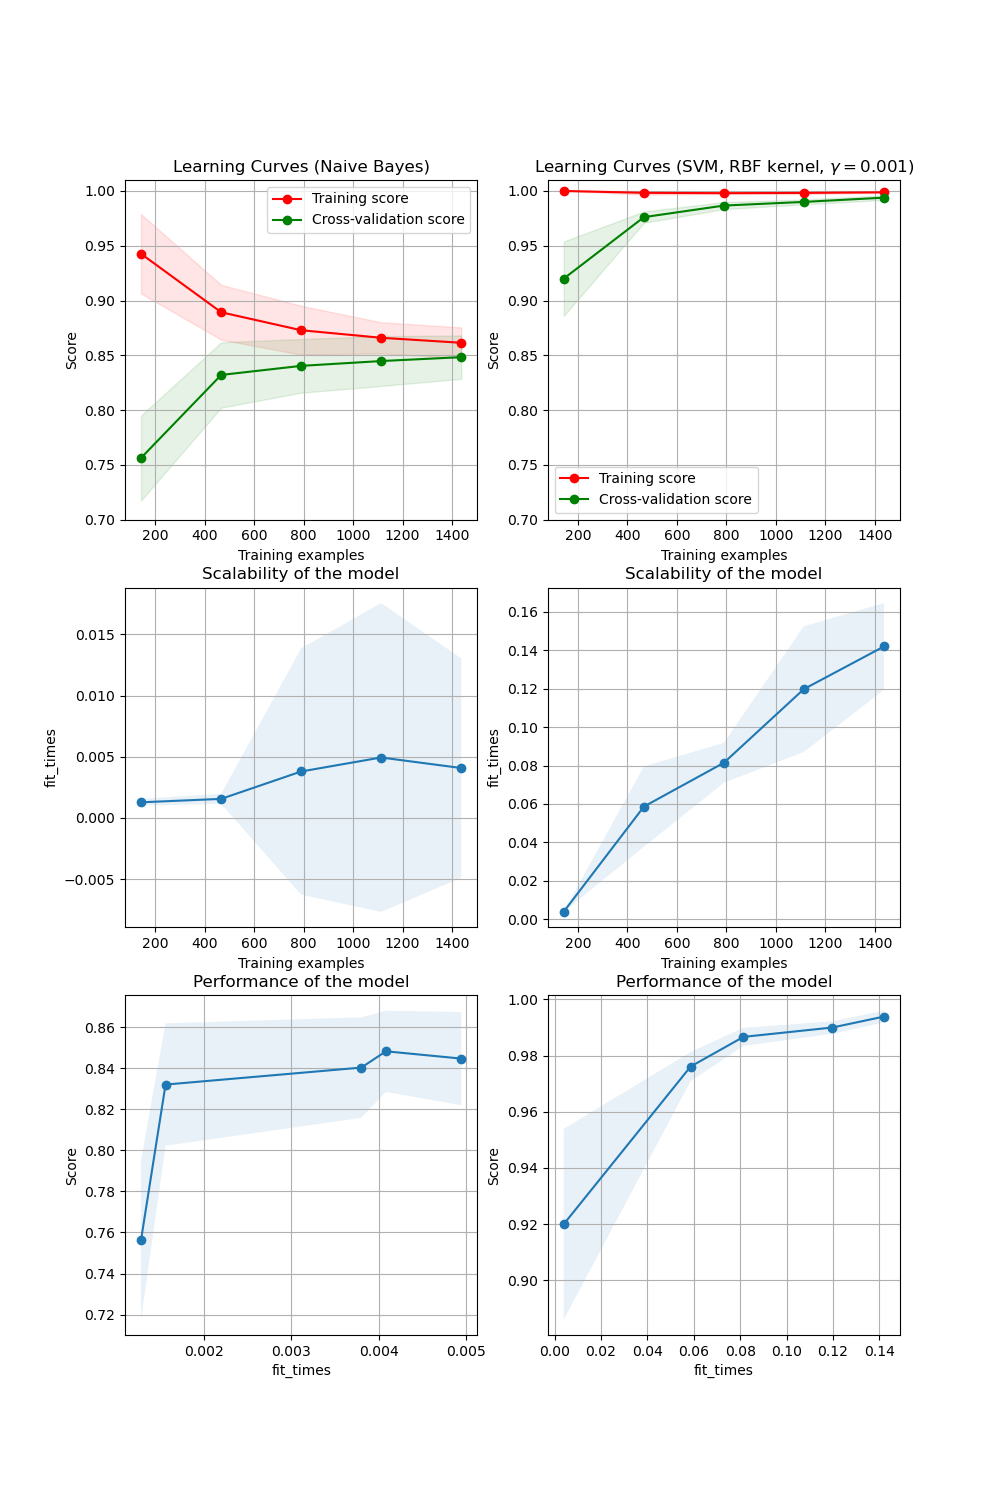 Learning Curves (Naive Bayes)
1.00
0.95
0.90
0.85
0.80
0.75
0.70
Score
Training score
Cross-validation score
200 400 600 800 1000 1200 1400
Training examples
Learning Curves (SVM, RBF kernel, γ = 0.001)
1.00
0.95
0.90
0.85
0.80
0.75
0.70
Score
Training score
Cross-validation score
200 400 600 800 1000 1200 1400
Training examples
Scalability of the model
0.015
0.010
0.005
0.000
−0.005
fit_times
200 400 600 800 1000 1200 1400
Training examples
Scalability of the model
0.16
0.14
0.12
0.10
0.08
0.06
0.04
0.02
0.00
fit_times
200 400 600 800 1000 1200 1400
Training examples
Performance of the model
0.86
0.84
0.82
0.80
0.78
0.76
0.74
0.72
Score
0.002 0.003 0.004 0.005
fit_times
Performance of the model
1.00
0.98
0.96
0.94
0.92
0.90
Score
0.00 0.02 0.04 0.06 0.08 0.10 0.12 0.14
fit_times